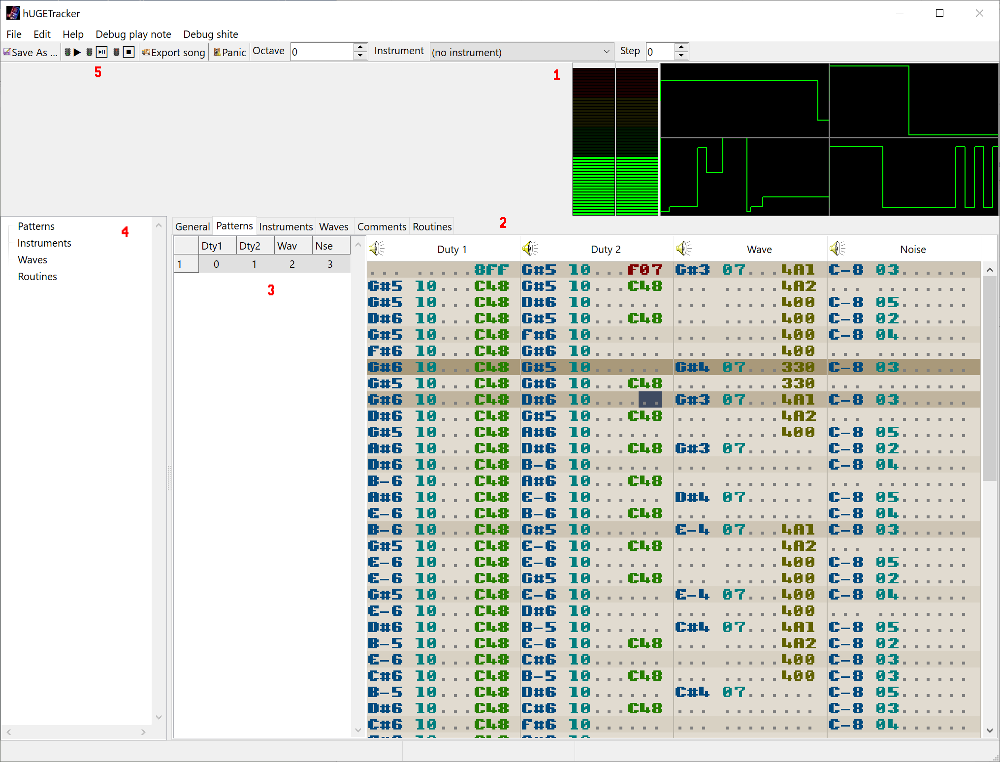 hUGETracker
File Edit Help Debug play note Debug shite
Save As ... Export song Panic Octave 0 Instrument (no instrument) Step 0
5
1
2
4
Patterns
Instruments
Waves
Routines
General Patterns Instruments Waves Comments Routines
Dty1 Dty2 Wav Nse
1 0 1 2 3
3
Duty 1 Duty 2 Wave Noise
... .....8FF G#5 10...F07 G#3 07...4A1 C-8 03......
G#5 10...C48 G#5 10...C48 ... .....4A2 ... ........
G#5 10...C48 D#6 10...... ... .....400 C-8 05......
D#6 10...C48 G#5 10...C48 ... .....400 C-8 02......
G#5 10...C48 F#6 10...... ... .....400 C-8 04......
F#6 10...C48 G#6 10...... ... .....400 ... ........
G#6 10...C48 G#5 10...... G#4 07...330 C-8 03......
G#5 10...C48 G#6 10...C48 ... .....330 ... ........
G#6 10...C48 D#6 10...... G#3 07...4A1 C-8 03......
D#6 10...C48 G#5 10...C48 ... .....4A2 ... ........
G#5 10...C48 A#6 10...... ... .....400 C-8 05......
A#6 10...C48 D#6 10...C48 G#3 07...... C-8 02......
D#6 10...C48 B-6 10...... ... ........ C-8 04......
B-6 10...C48 A#6 10...C48 ... ........ ... ........
A#6 10...C48 E-6 10...... D#4 07...... C-8 05......
E-6 10...C48 B-6 10...C48 ... ........ C-8 04......
B-6 10...C48 G#5 10...... E-4 07...4A1 C-8 03......
G#5 10...C48 E-6 10...C48 ... .....4A2 ... ........
E-6 10...C48 E-6 10...... ... .....400 C-8 05......
E-6 10...C48 G#5 10...C48 ... .....400 C-8 02......
G#5 10...C48 E-6 10...... E-4 07...400 C-8 04......
E-6 10...C48 D#6 10...... ... .....400 ... ........
D#6 10...C48 B-5 10...... C#4 07...4A1 C-8 05......
B-5 10...C48 E-6 10...C48 ... .....4A2 C-8 02......
E-6 10...C48 C#6 10...... ... .....400 C-8 03......
C#6 10...C48 B-5 10...C48 ... .....400 C-8 03......
B-5 10...C48 D#6 10...... C#4 07...... C-8 05......
D#6 10...C48 C#6 10...C48 ... ........ C-8 03......
C#6 10...C48 F#6 10...... ... ........ C-8 04......